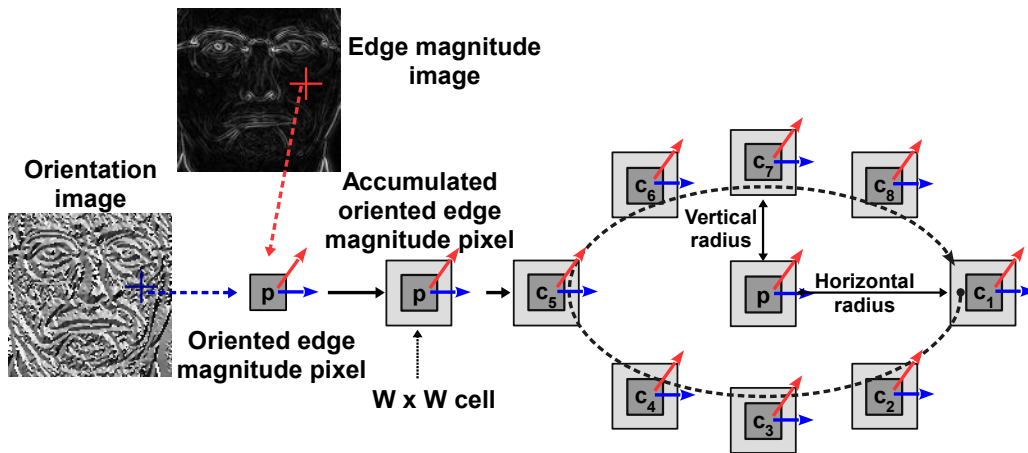 Edge magnitude
image
Orientation
image
Accumulated
oriented edge
magnitude pixel
p
Oriented edge
magnitude pixel
p
W x W cell
c5
c6
c7
c8
Vertical
radius
p
Horizontal
radius
c1
c4
c3
c2